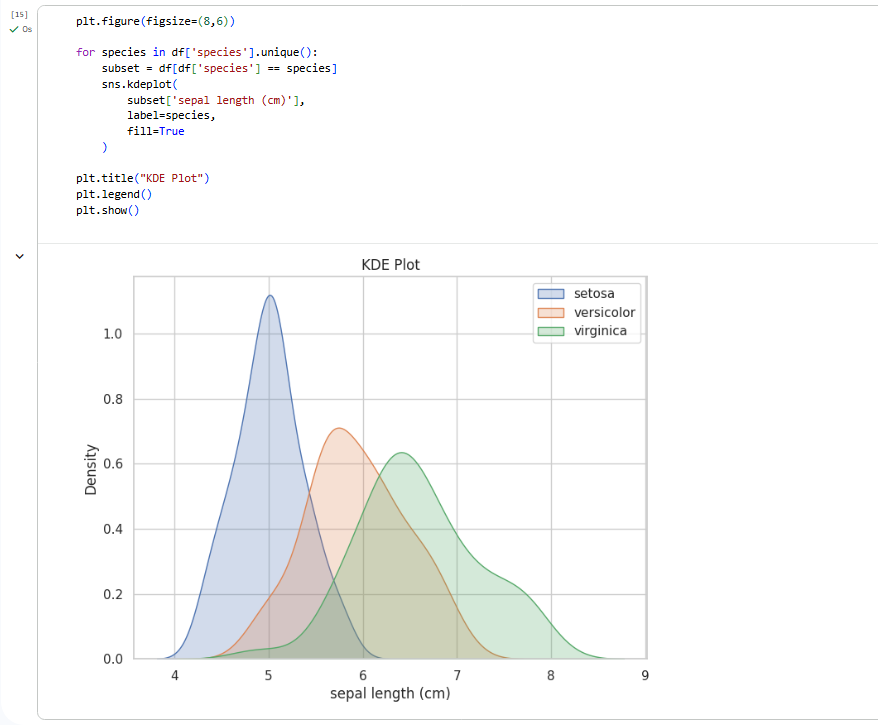 [15]
0s
plt.figure(figsize=(8,6))
for species in df['species'].unique():
    subset = df[df['species'] == species]
    sns.kdeplot(
        subset['sepal length (cm)'],
        label=species,
        fill=True
    )
plt.title("KDE Plot")
plt.legend()
plt.show()
KDE Plot
setosa
versicolor
virginica
1.0
0.8
0.6
0.4
0.2
0.0
Density
4 5 6 7 8 9
sepal length (cm)